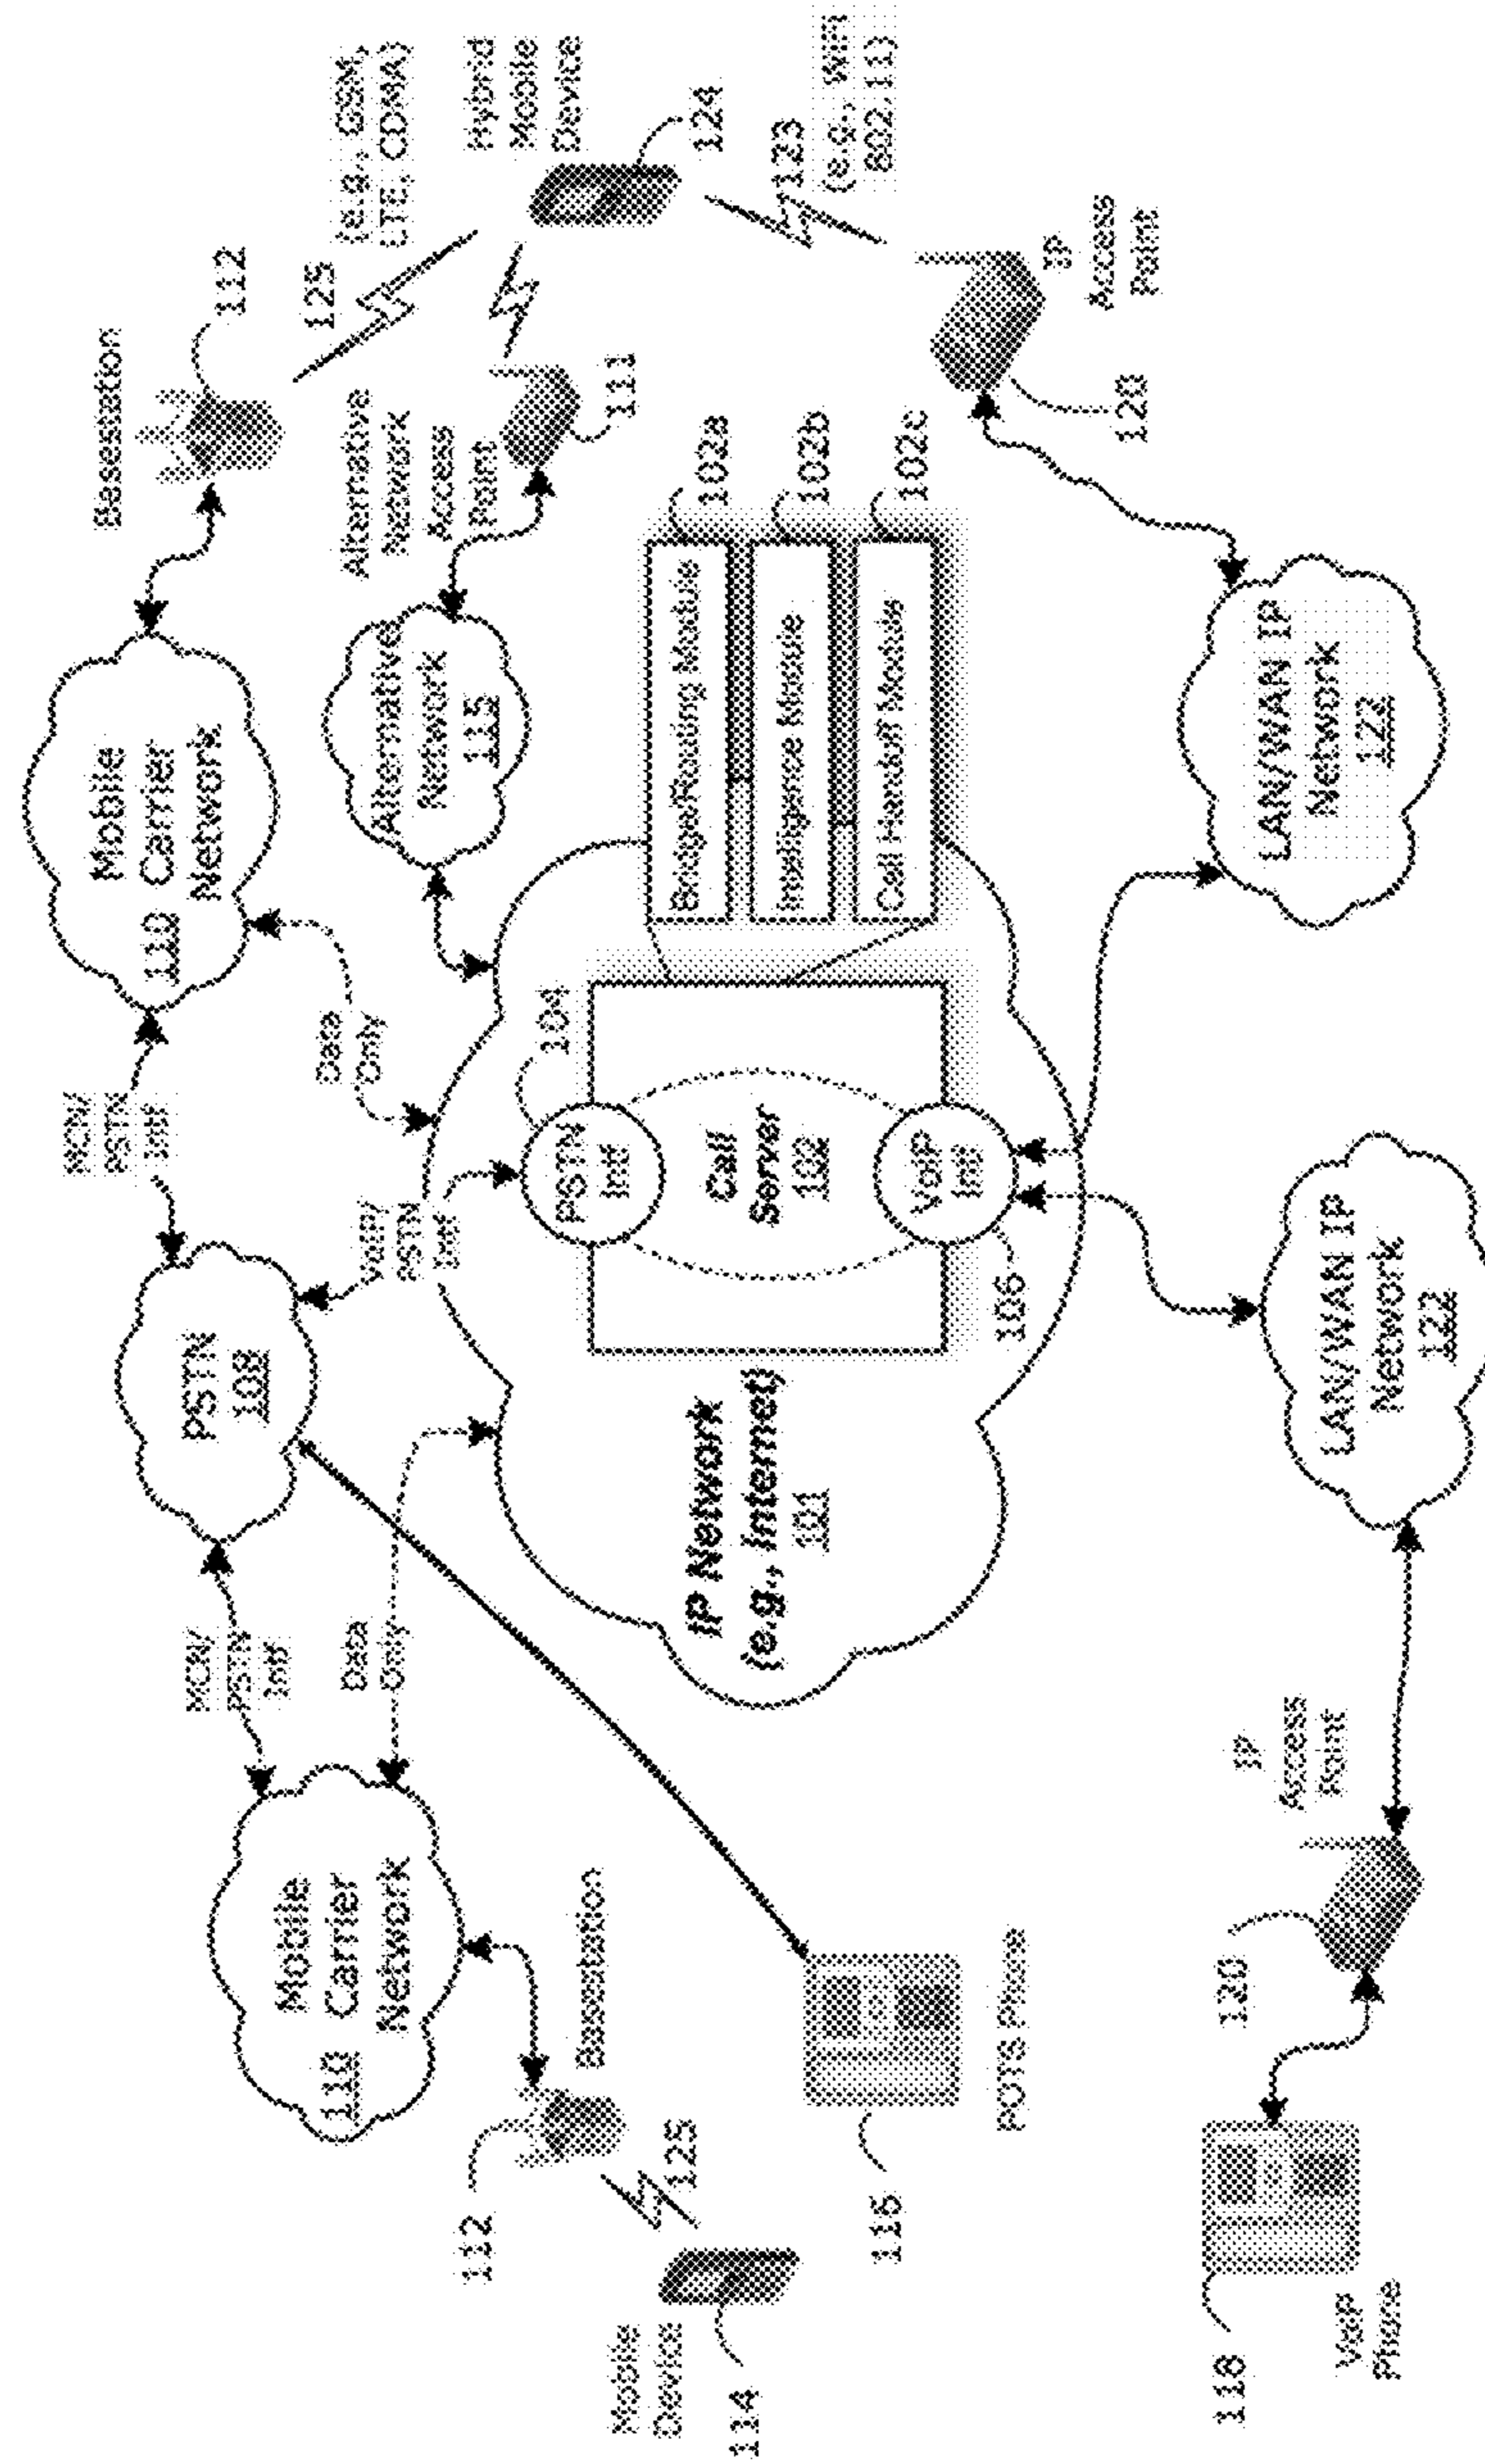 Mobile
Device
114
112
125
Basestation
Mobile
Carrier
Network
110
MCN/
PSTN
Intf
Data
Only
PSTN
108
MCN/
PSTN
Intf
VoIP/
PSTN
Intf
Data
Only
Mobile
Carrier
Network
110
Basestation
112
125
(e.g., GSM,
LTE, CDMA)
Alternative
Network
115
Alternative
Network
Access
Point
111
Hybrid
Mobile
Device
124
123
(e.g., WiFi
802.11)
116
POTS Phone
IP Network
(e.g., Internet)
101
PSTN
Intf
104
Call
Server
102
VoIP
Intf
106
Bridge/Routing Module
102a
Intelligence Module
102b
Call Handoff Module
102c
118
VoIP
Phone
120
IP
Access
Point
LAN/WAN IP
Network
122
LAN/WAN IP
Network
122
120
IP
Access
Point